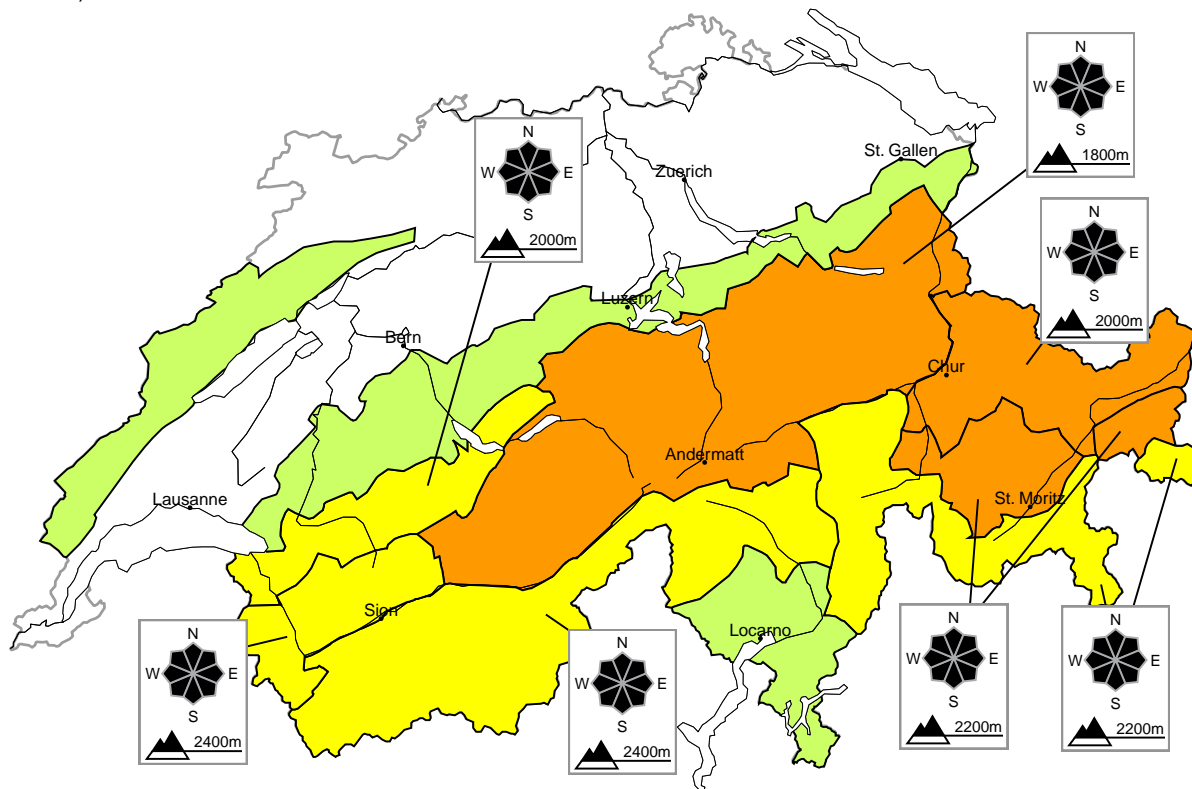 N
W E
S
1800m
N
W E
S
2000m
St. Gallen
Zuerich
N
W E
S
2000m
Luzern
Bern
Chur
Andermatt
Lausanne
St. Moritz
Sion
Locarno
N
W E
S
2400m
N
W E
S
2400m
N
W E
S
2200m
N
W E
S
2200m